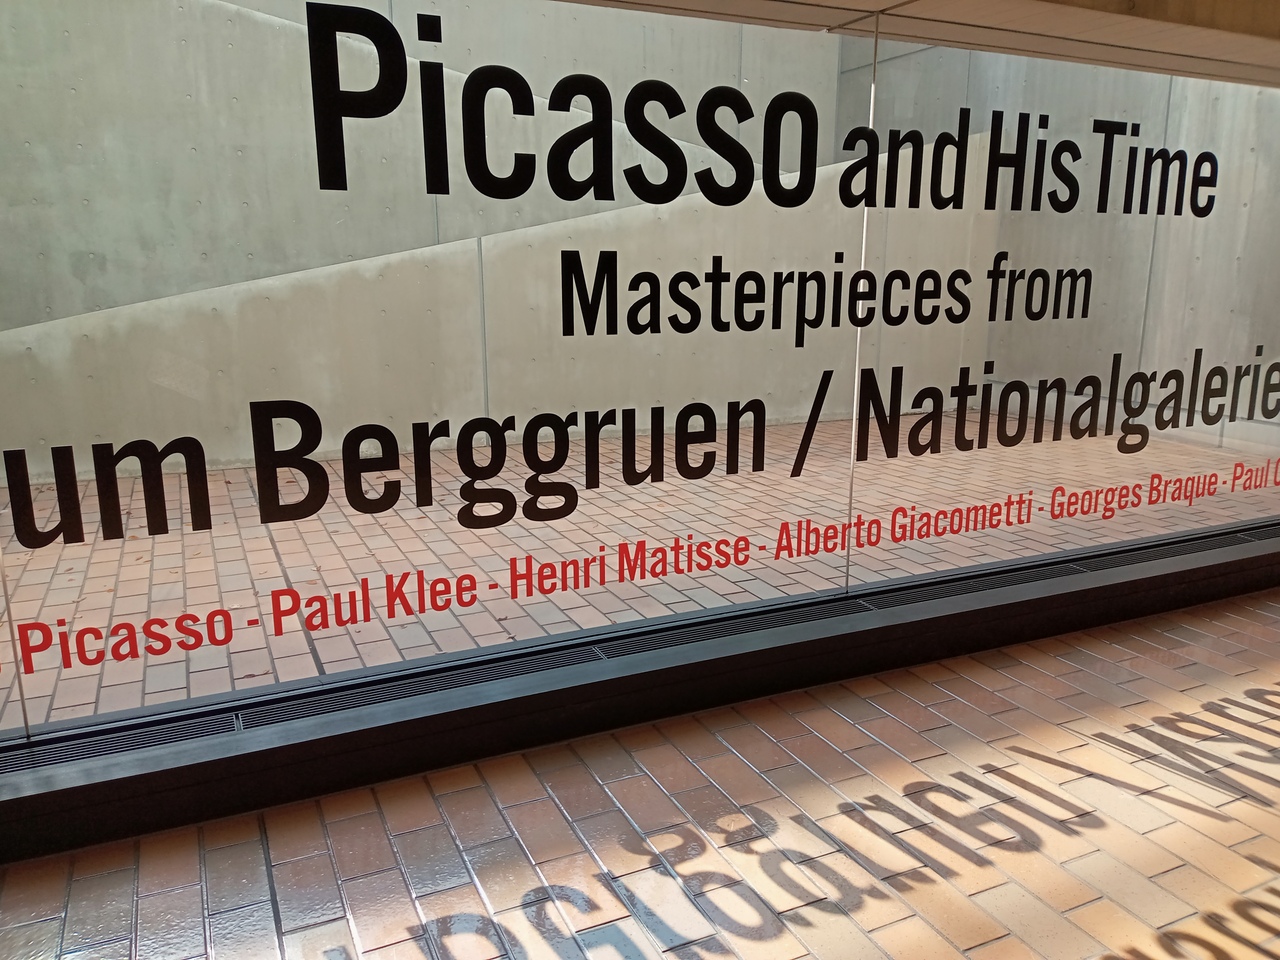 Picasso and His Time
Masterpieces from
um Berggruen / Nationalgalerie
Picasso - Paul Klee - Henri Matisse - Alberto Giacometti - Georges Braque - Paul